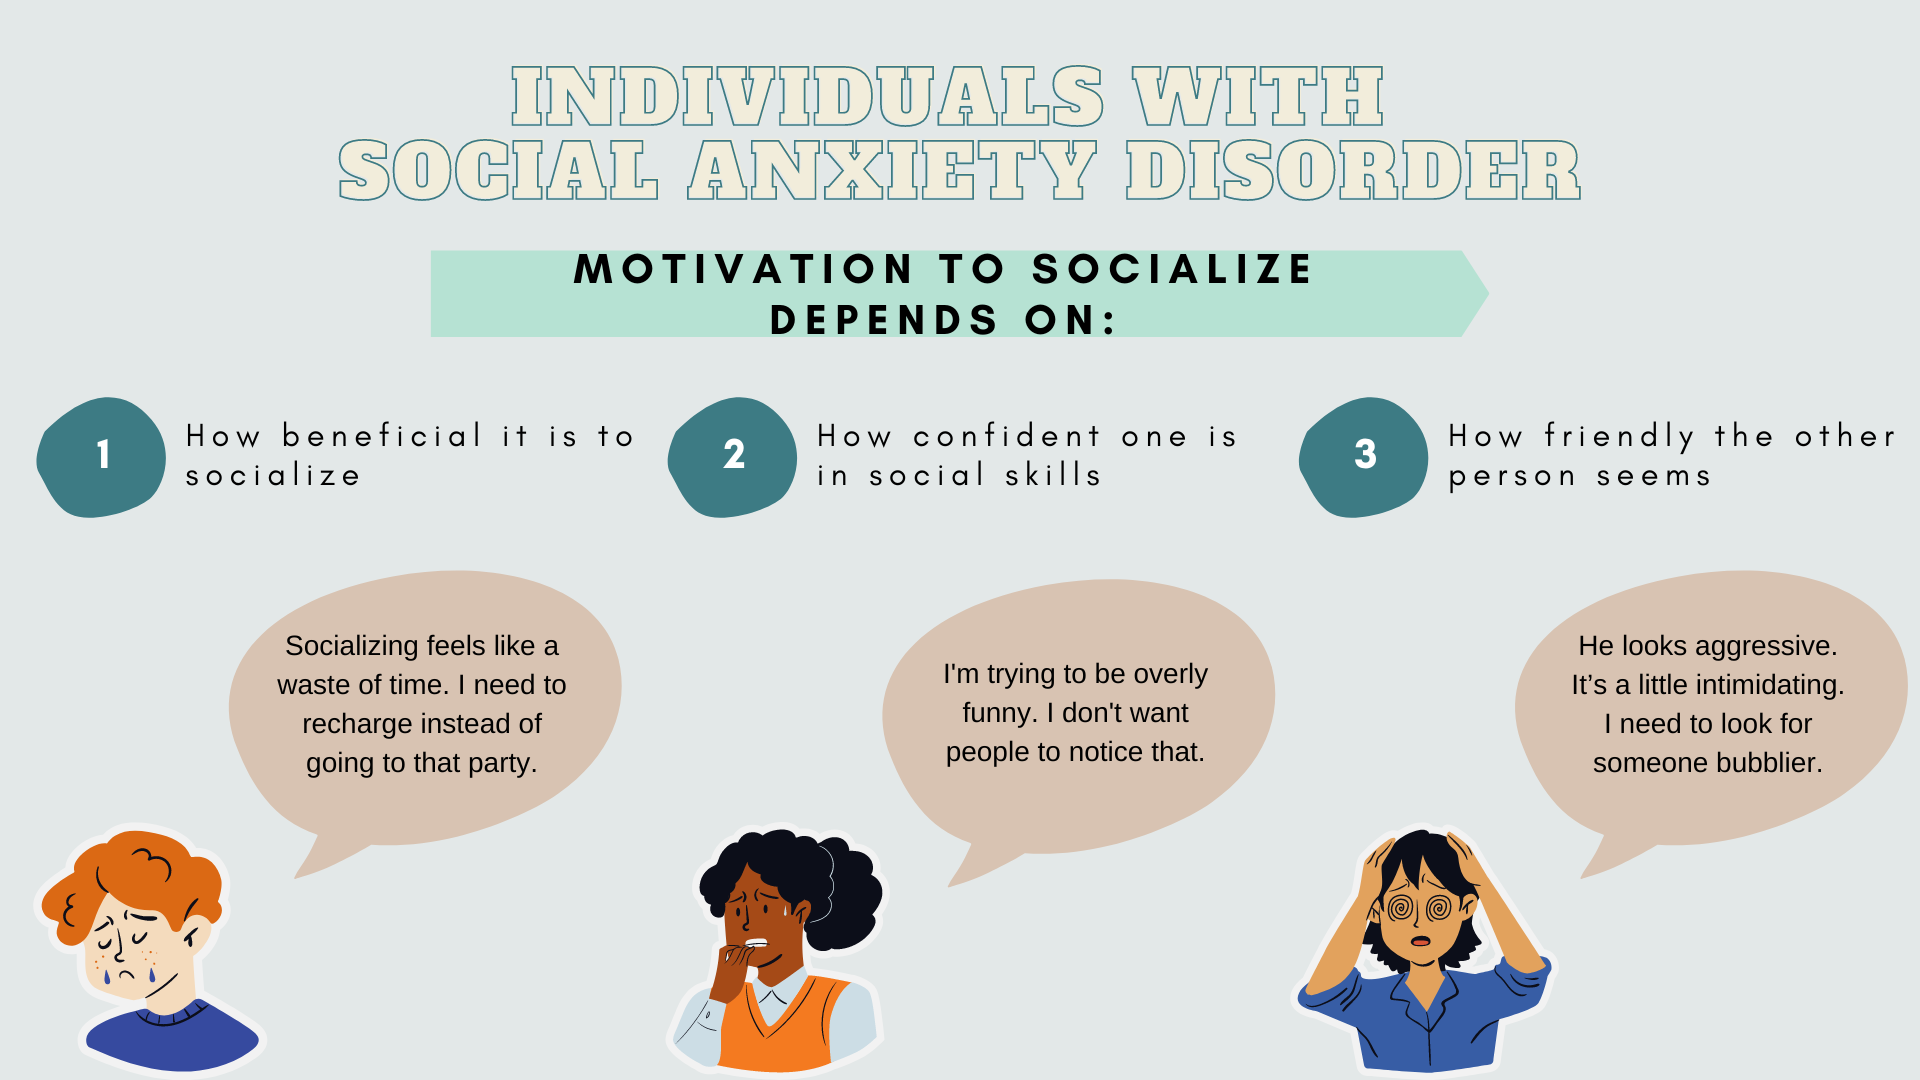 INDIVIDUALS WITH
SOCIAL ANXIETY DISORDER
MOTIVATION TO SOCIALIZE
DEPENDS ON:
1
How beneficial it is to
socialize
2
How confident one is
in social skills
3
How friendly the other
person seems
Socializing feels like a
waste of time. I need to
recharge instead of
going to that party.
I'm trying to be overly
funny. I don't want
people to notice that.
He looks aggressive.
It’s a little intimidating.
I need to look for
someone bubblier.